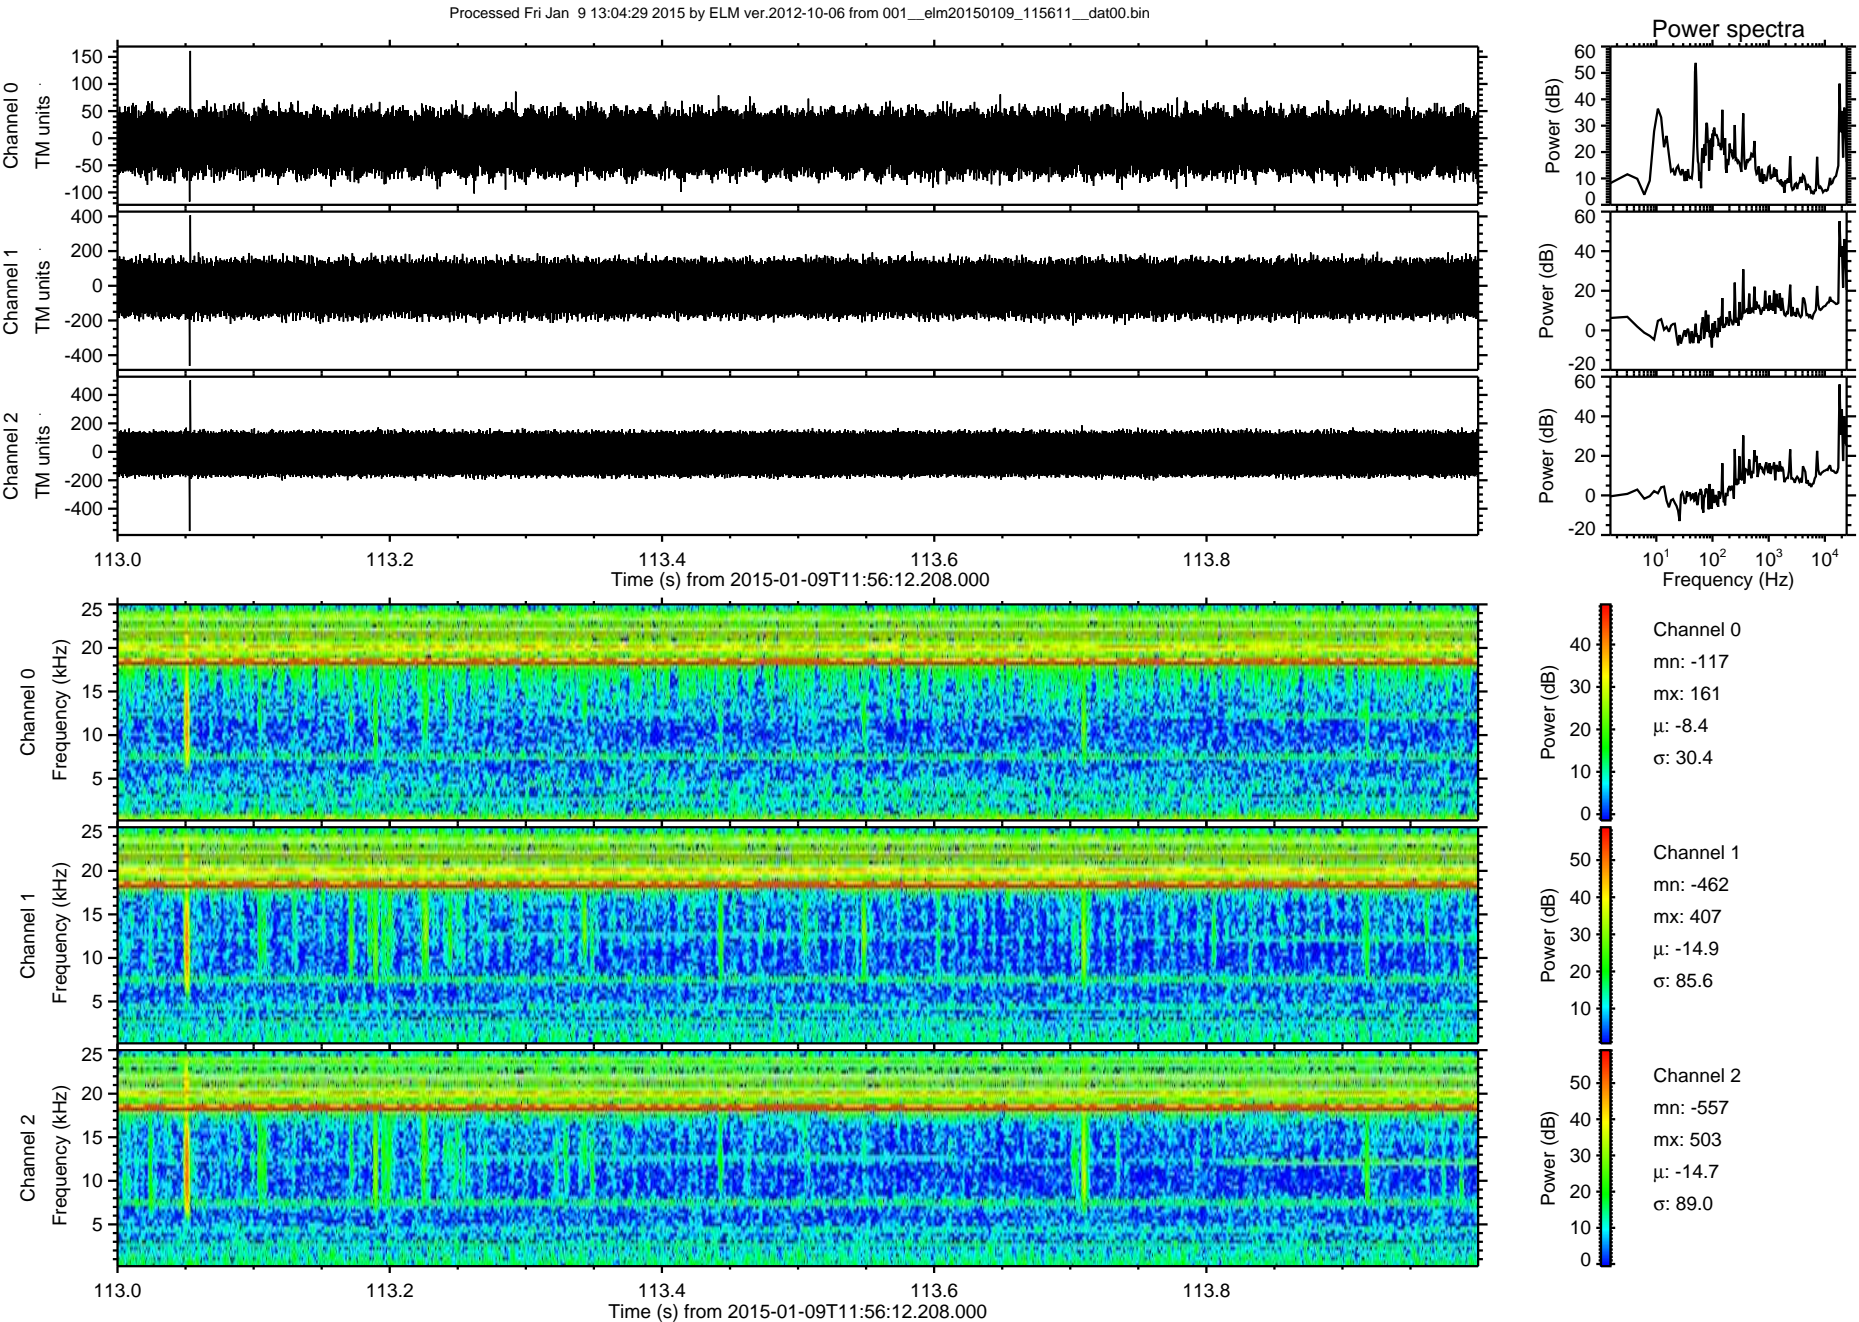 Processed Fri Jan  9 13:04:29 2015 by ELM ver.2012-10-06 from 001__elm20150109_115611__dat00.bin
Power spectra
Channel 0
TM units
150
100
50
0
-50
-100
Power (dB)
60
50
40
30
20
10
0
Channel 1
TM units
400
200
0
-200
-400
Power (dB)
60
40
20
0
-20
Channel 2
TM units
400
200
0
-200
-400
Power (dB)
60
40
20
0
-20
113.0 113.2 113.4 113.6 113.8
Time (s) from 2015-01-09T11:56:12.208.000
10^1 10^2 10^3 10^4
Frequency (Hz)
Channel 0
Frequency (kHz)
25
20
15
10
5
Power (dB)
40
30
20
10
0
Channel 0
mn: -117
mx: 161
μ: -8.4
σ: 30.4
Channel 1
Frequency (kHz)
25
20
15
10
5
Power (dB)
50
40
30
20
10
Channel 1
mn: -462
mx: 407
μ: -14.9
σ: 85.6
Channel 2
Frequency (kHz)
25
20
15
10
5
Power (dB)
50
40
30
20
10
0
Channel 2
mn: -557
mx: 503
μ: -14.7
σ: 89.0
113.0 113.2 113.4 113.6 113.8
Time (s) from 2015-01-09T11:56:12.208.000